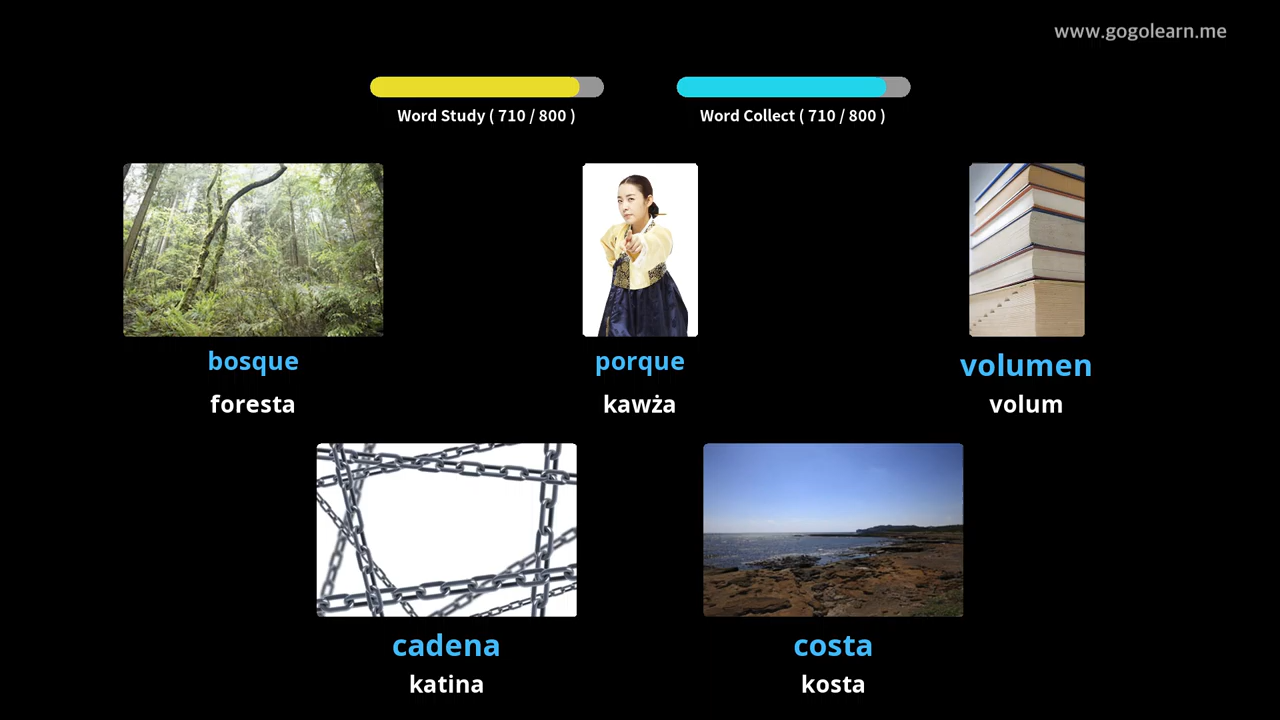 www.gogolearn.me
Word Study ( 710 / 800 )
Word Collect ( 710 / 800 )
bosque
foresta
porque
kawża
volumen
volum
cadena
katina
costa
kosta